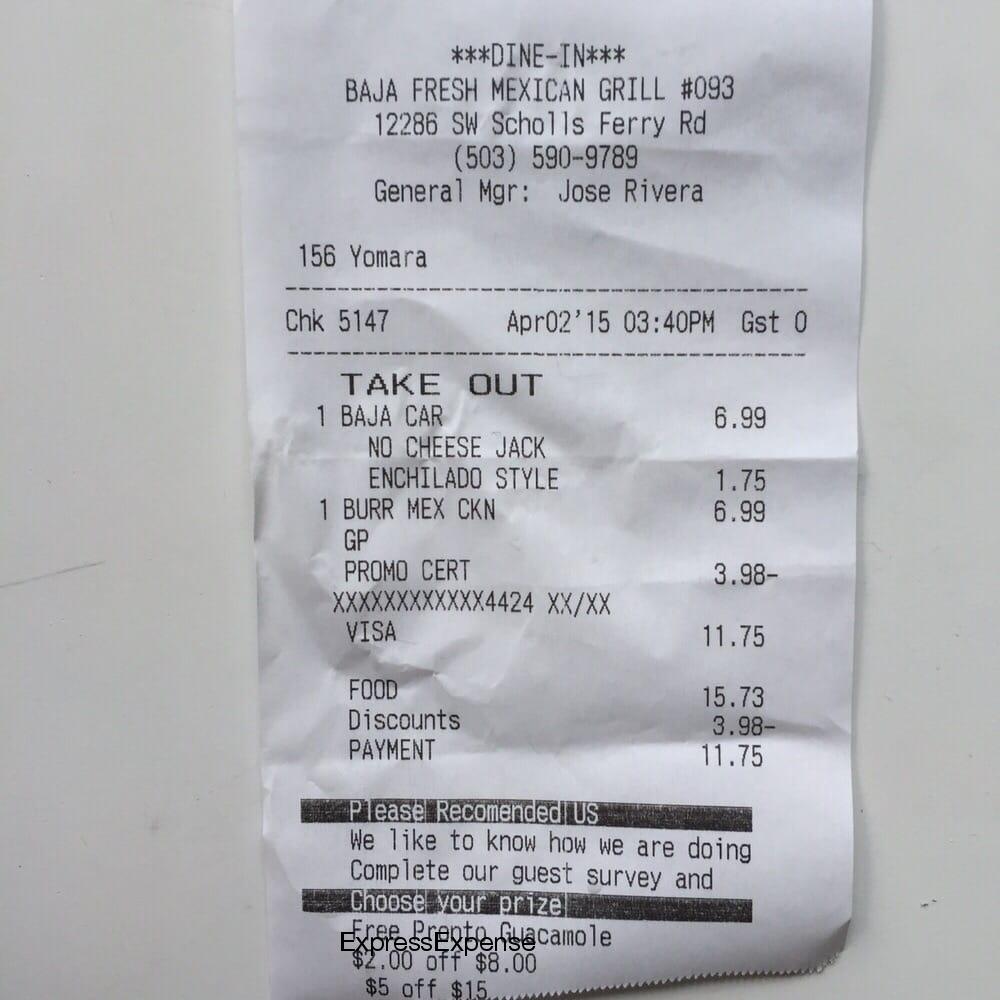 ***DINE-IN***
BAJA FRESH MEXICAN GRILL #093
12286 SW Scholls Ferry Rd
(503) 590-9789
General Mgr: Jose Rivera
156 Yomara
Chk 5147 Apr02'15 03:40PM Gst 0
TAKE OUT
1 BAJA CAR 6.99
NO CHEESE JACK
ENCHILADO STYLE 1.75
1 BURR MEX CKN 6.99
GP
PROMO CERT 3.98-
XXXXXXXXXXXX4424 XX/XX
VISA 11.75
FOOD 15.73
Discounts 3.98-
PAYMENT 11.75
Please Recomended US
We like to know how we are doing
Complete our guest survey and
Choose your prize
Free Pronto Guacamole
ExpressExpense
$2.00 off $8.00
$5 off $15